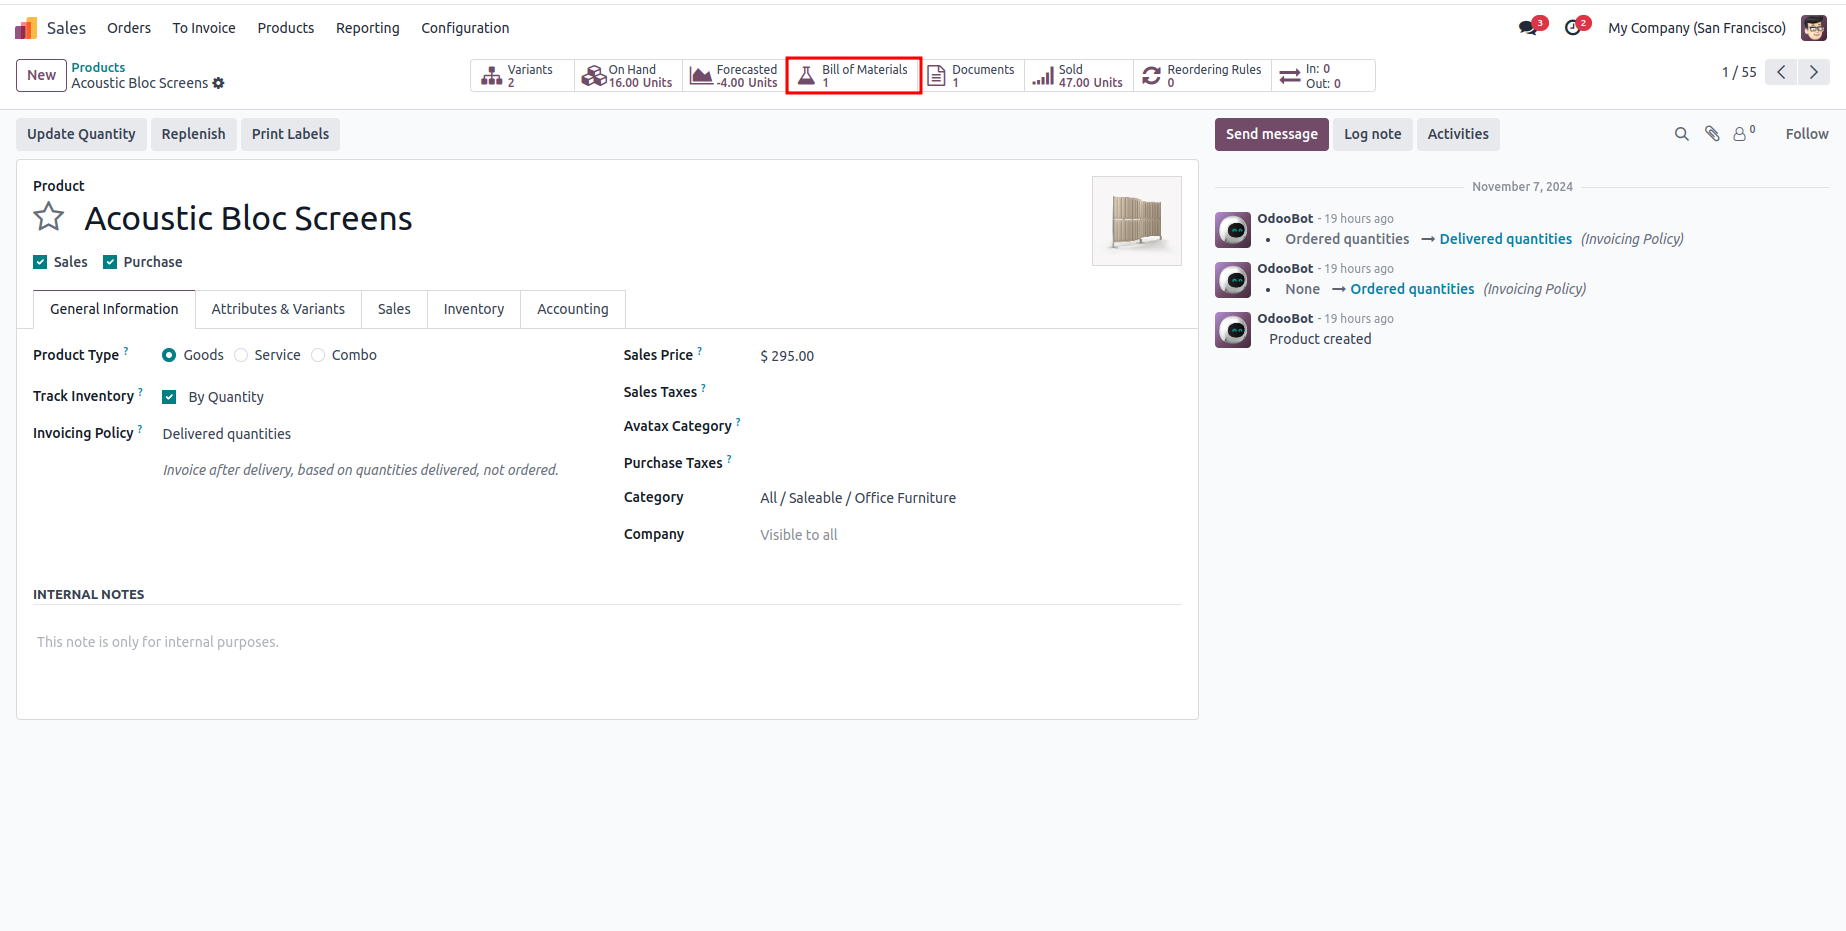 Sales Orders To Invoice Products Reporting Configuration 3 2 My Company (San Francisco)
New Products
Acoustic Bloc Screens
Variants
2
On Hand
16.00 Units
Forecasted
-4.00 Units
Bill of Materials
1
Documents
1
Sold
47.00 Units
Reordering Rules
0
In: 0
Out: 0
1 / 55
Update Quantity Replenish Print Labels
Send message Log note Activities 0 Follow
Product
Acoustic Bloc Screens
Sales Purchase
General Information Attributes & Variants Sales Inventory Accounting
Product Type ? Goods Service Combo
Track Inventory ? By Quantity
Invoicing Policy ? Delivered quantities
Invoice after delivery, based on quantities delivered, not ordered.
Sales Price ? $ 295.00
Sales Taxes ?
Avatax Category ?
Purchase Taxes ?
Category All / Saleable / Office Furniture
Company Visible to all
INTERNAL NOTES
This note is only for internal purposes.
November 7, 2024
OdooBot - 19 hours ago
• Ordered quantities → Delivered quantities (Invoicing Policy)
OdooBot - 19 hours ago
• None → Ordered quantities (Invoicing Policy)
OdooBot - 19 hours ago
Product created